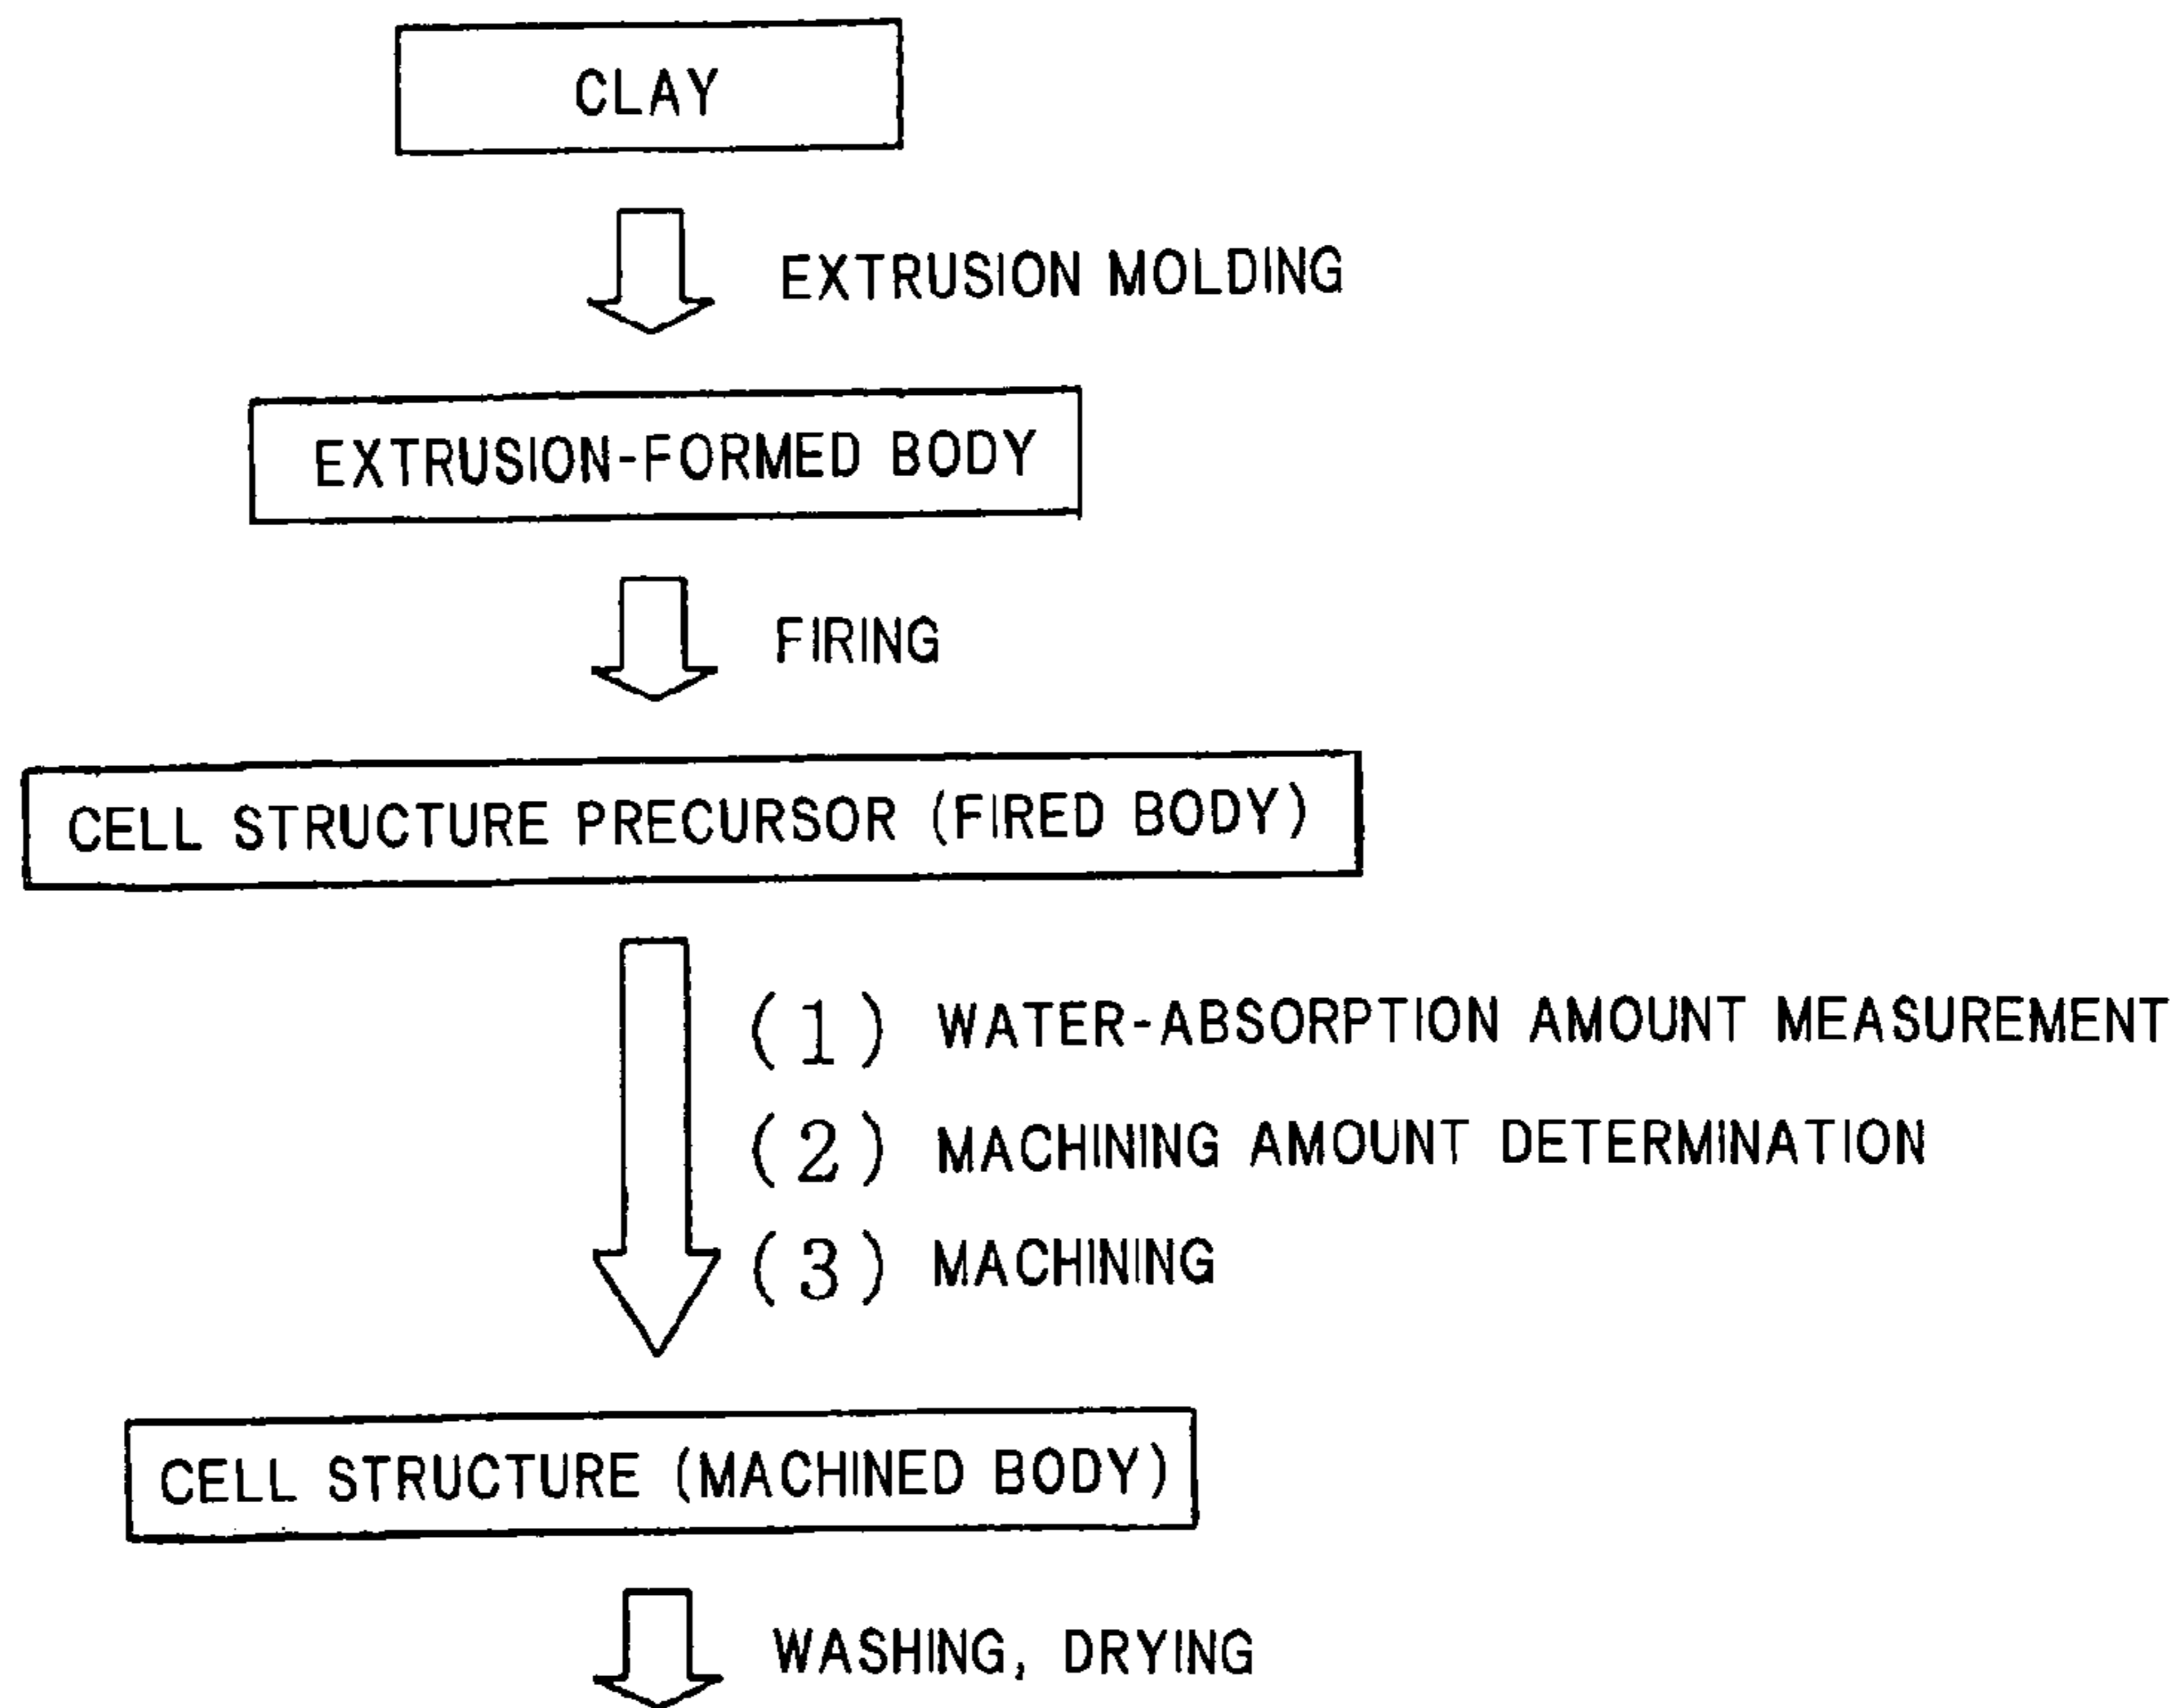 CLAY
EXTRUSION MOLDING
EXTRUSION-FORMED BODY
FIRING
CELL STRUCTURE PRECURSOR (FIRED BODY)
(1) WATER-ABSORPTION AMOUNT MEASUREMENT
(2) MACHINING AMOUNT DETERMINATION
(3) MACHINING
CELL STRUCTURE (MACHINED BODY)
WASHING, DRYING